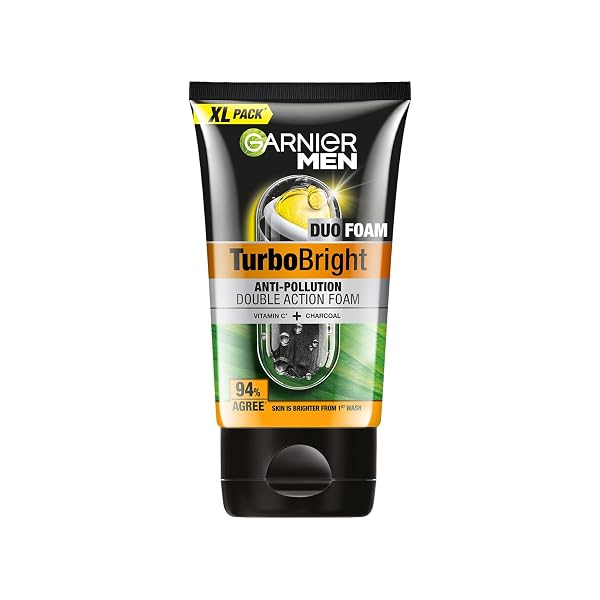 XL PACK*
GARNIER
MEN
DUO FOAM
TurboBright
ANTI-POLLUTION
DOUBLE ACTION FOAM
VITAMIN C* + CHARCOAL
94%
AGREE*
SKIN IS BRIGHTER FROM 1ST WASH